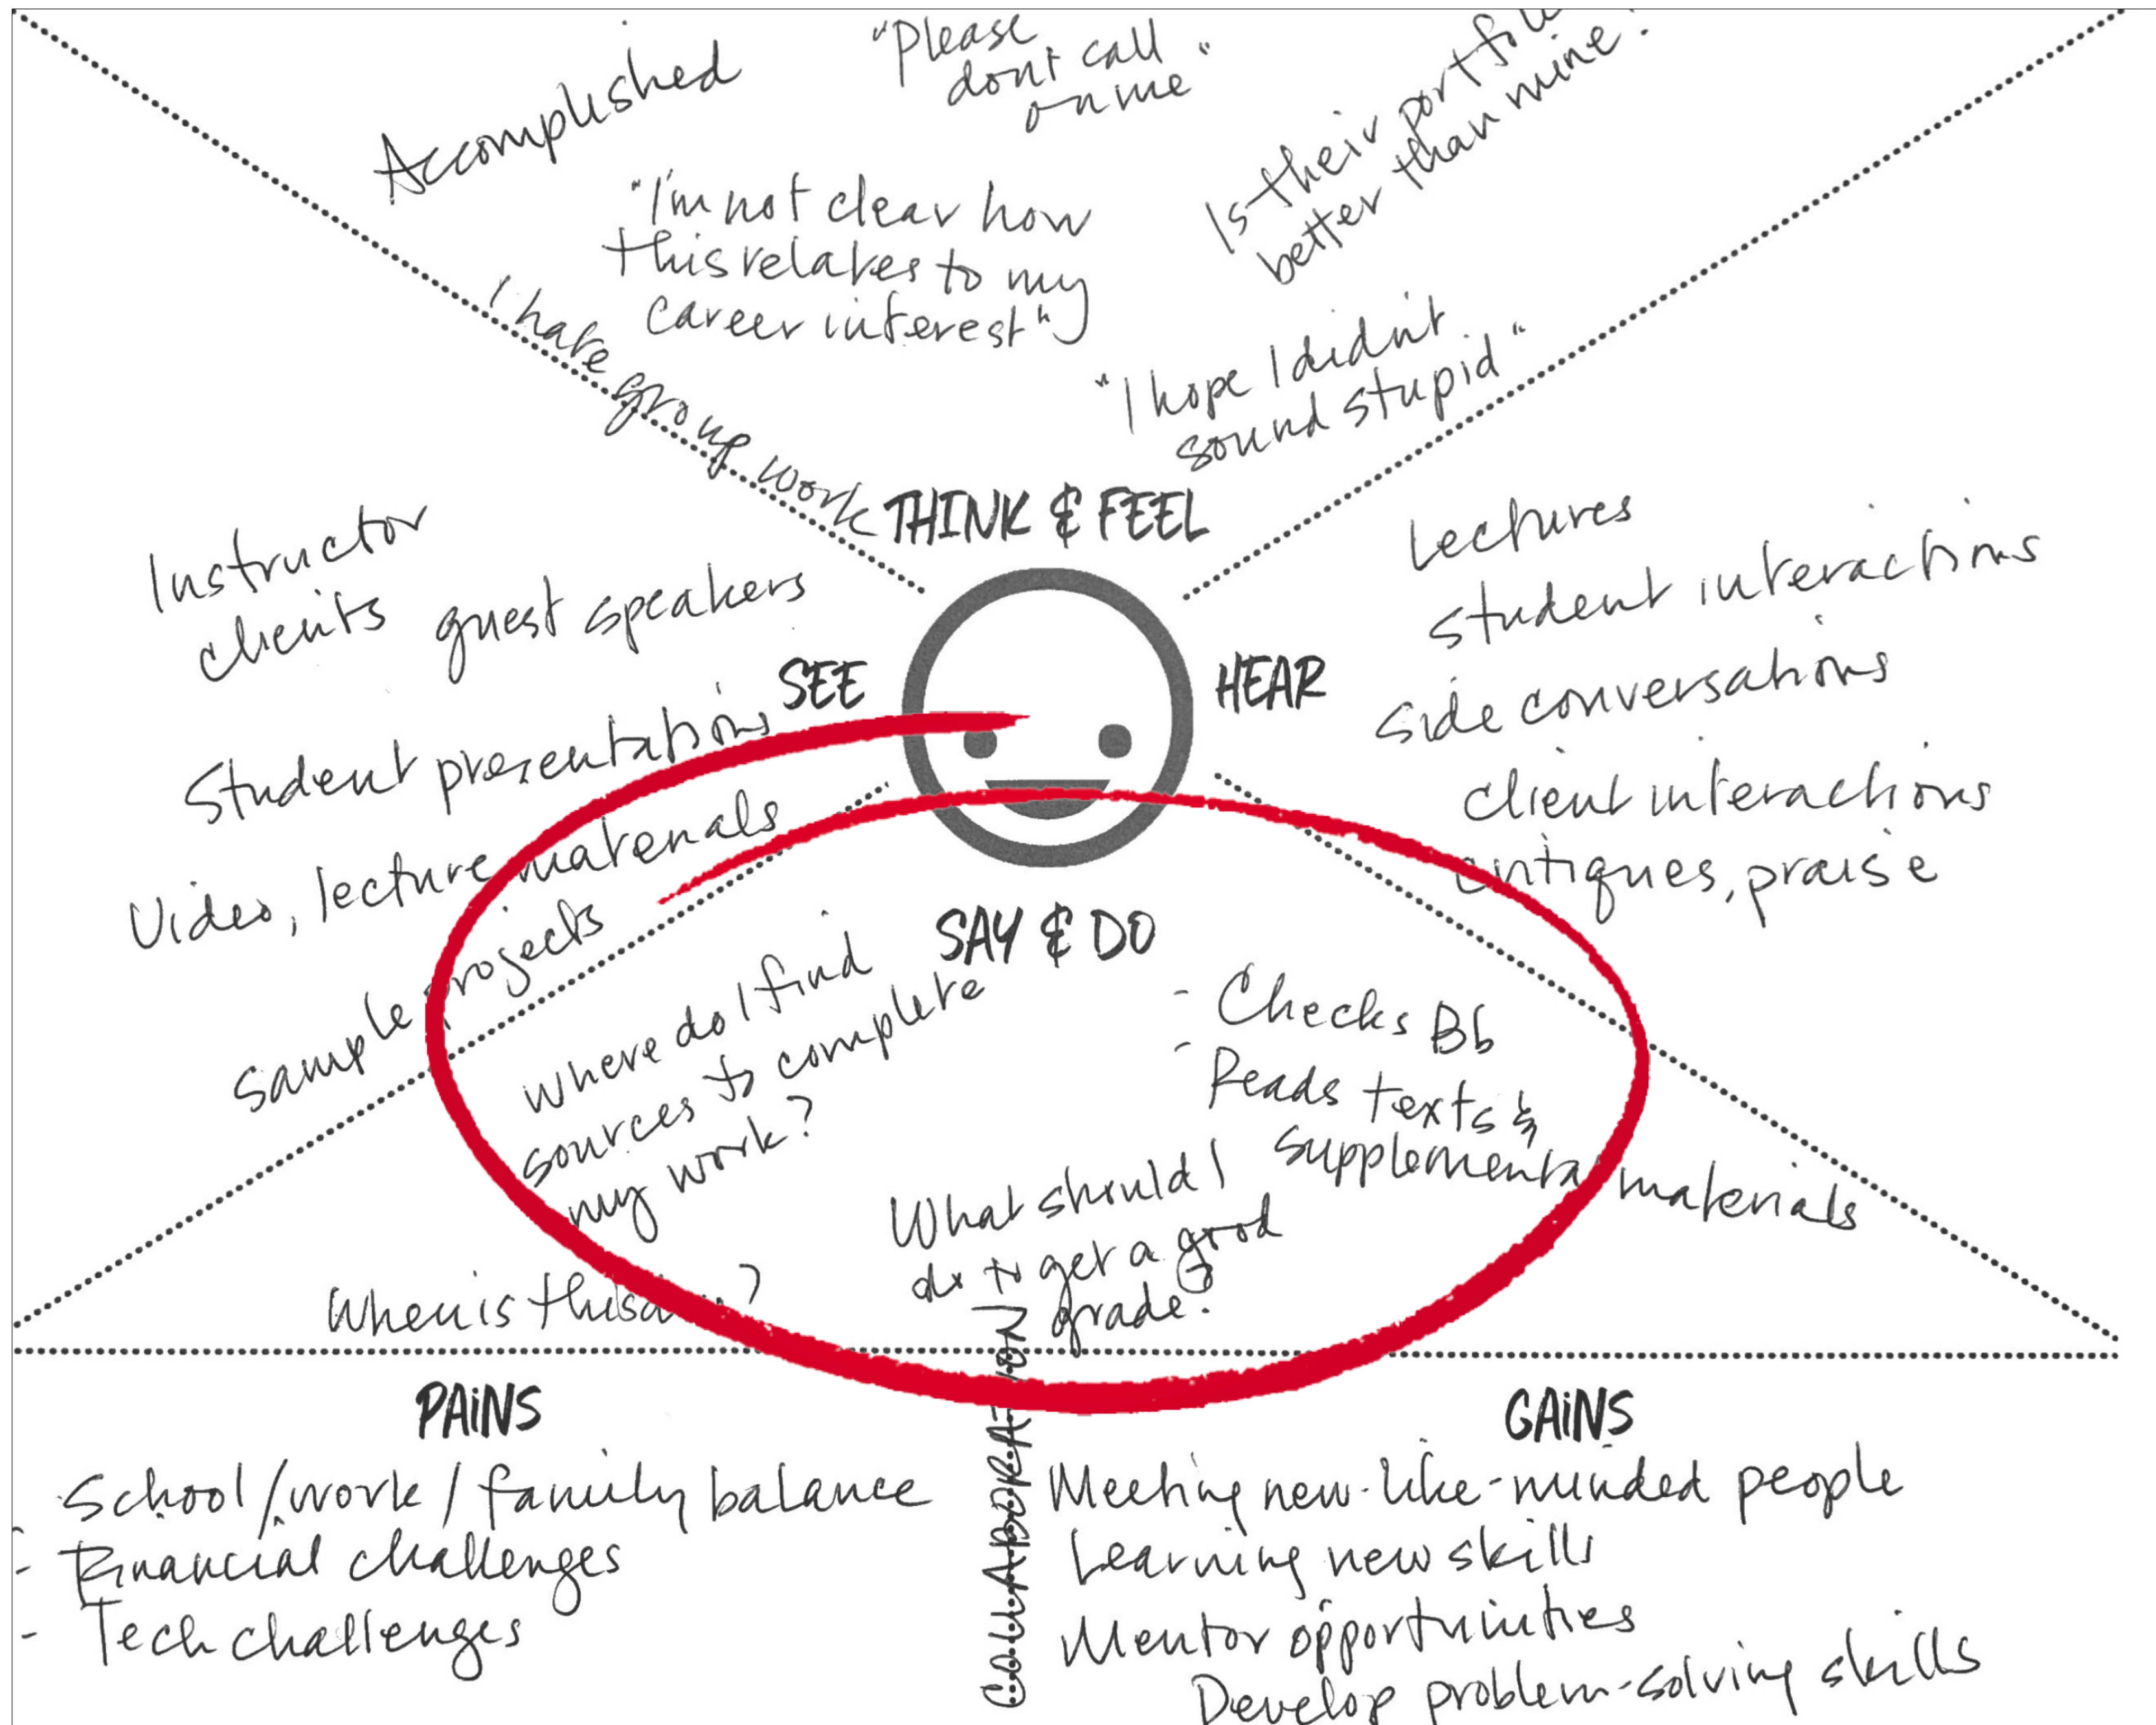 Accomplished
"Please
dont call
on me"
Is their
better than mine?
"I'm not clear how
this relates to my
career interest"
I hate group work
"I hope I didn't
sound stupid"
THINK & FEEL
Instructor
clients guest speakers
SEE
Student presentations
Video, lecture materials
Sample projects
HEAR
Lectures
Student interactions
side conversations
client interactions
critiques, praise
SAY & DO
Where do I find
sources to complete
my work?
- Checks Bb
- Reads texts &
supplemental materials
What should I
do to get a good
grade?
When is this
COLLABORATION
PAINS
- School/work/family balance
- Financial challenges
- Tech challenges
GAINS
Meeting new like-minded people
Learning new skills
Mentor opportunities
Develop problem-solving skills